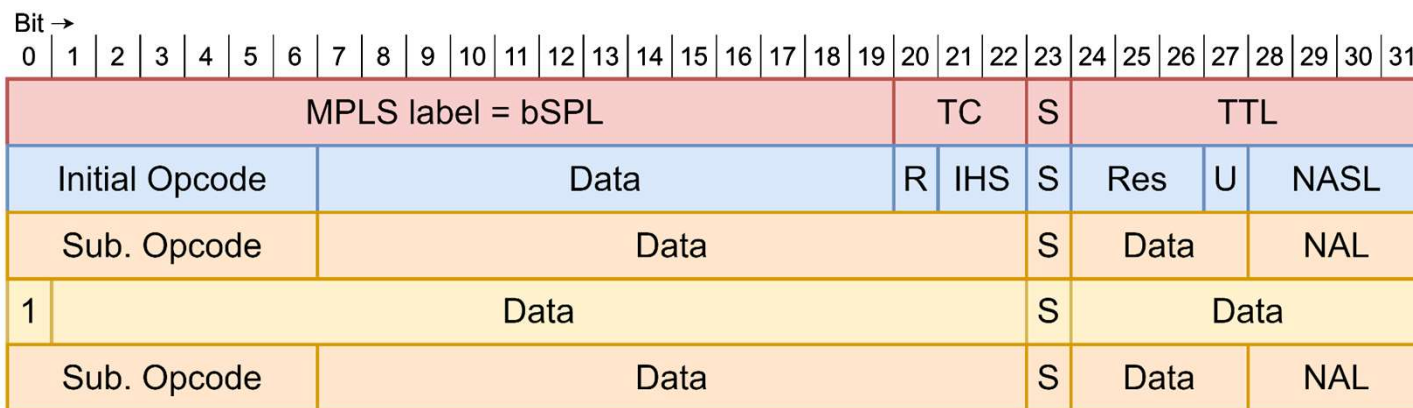 Bit →
0 1 2 3 4 5 6 7 8 9 10 11 12 13 14 15 16 17 18 19 20 21 22 23 24 25 26 27 28 29 30 31
MPLS label = bSPL TC S TTL
Initial Opcode Data R IHS S Res U NASL
Sub. Opcode Data S Data NAL
1 Data S Data
Sub. Opcode Data S Data NAL